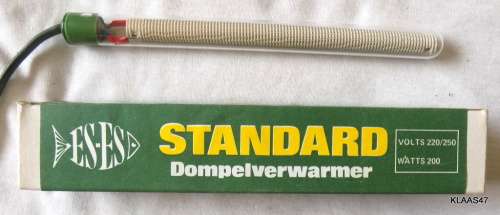 ES-ES
STANDARD
Dompelverwarmer
VOLTS 220/250
WATTS 200
KLAAS47